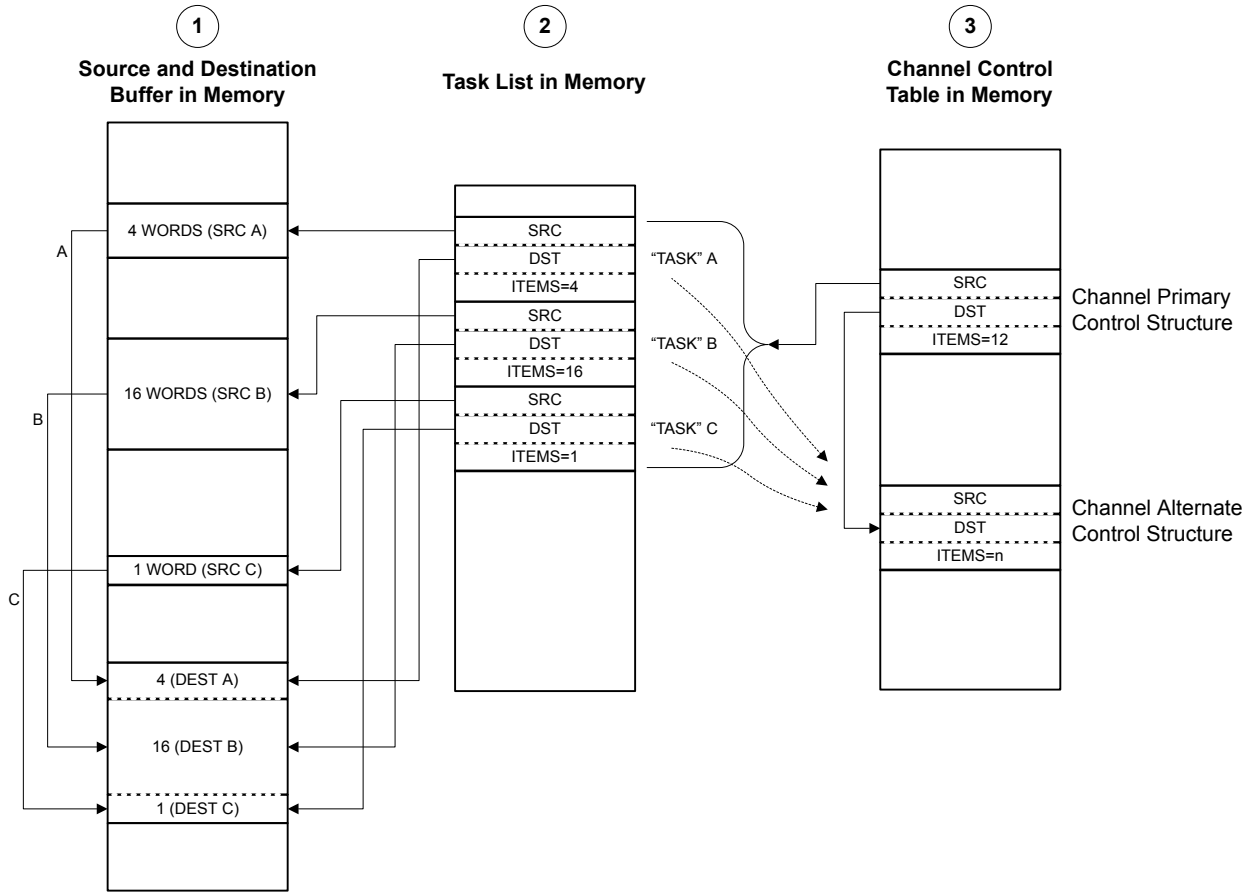 1
Source and Destination
Buffer in Memory
4 WORDS (SRC A)
16 WORDS (SRC B)
1 WORD (SRC C)
4 (DEST A)
16 (DEST B)
1 (DEST C)
A
B
C
2
Task List in Memory
SRC
DST
ITEMS=4
SRC
DST
ITEMS=16
SRC
DST
ITEMS=1
“TASK” A
“TASK” B
“TASK” C
3
Channel Control
Table in Memory
SRC
DST
ITEMS=12
Channel Primary
Control Structure
SRC
DST
ITEMS=n
Channel Alternate
Control Structure